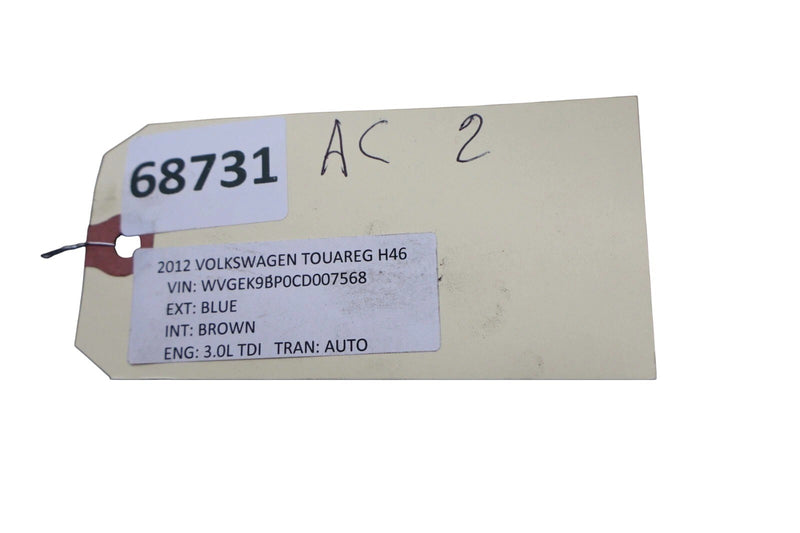 68731 AC 2
2012 VOLKSWAGEN TOUAREG H46
VIN: WVGEK9BP0CD007568
EXT: BLUE
INT: BROWN
ENG: 3.0L TDI TRAN: AUTO